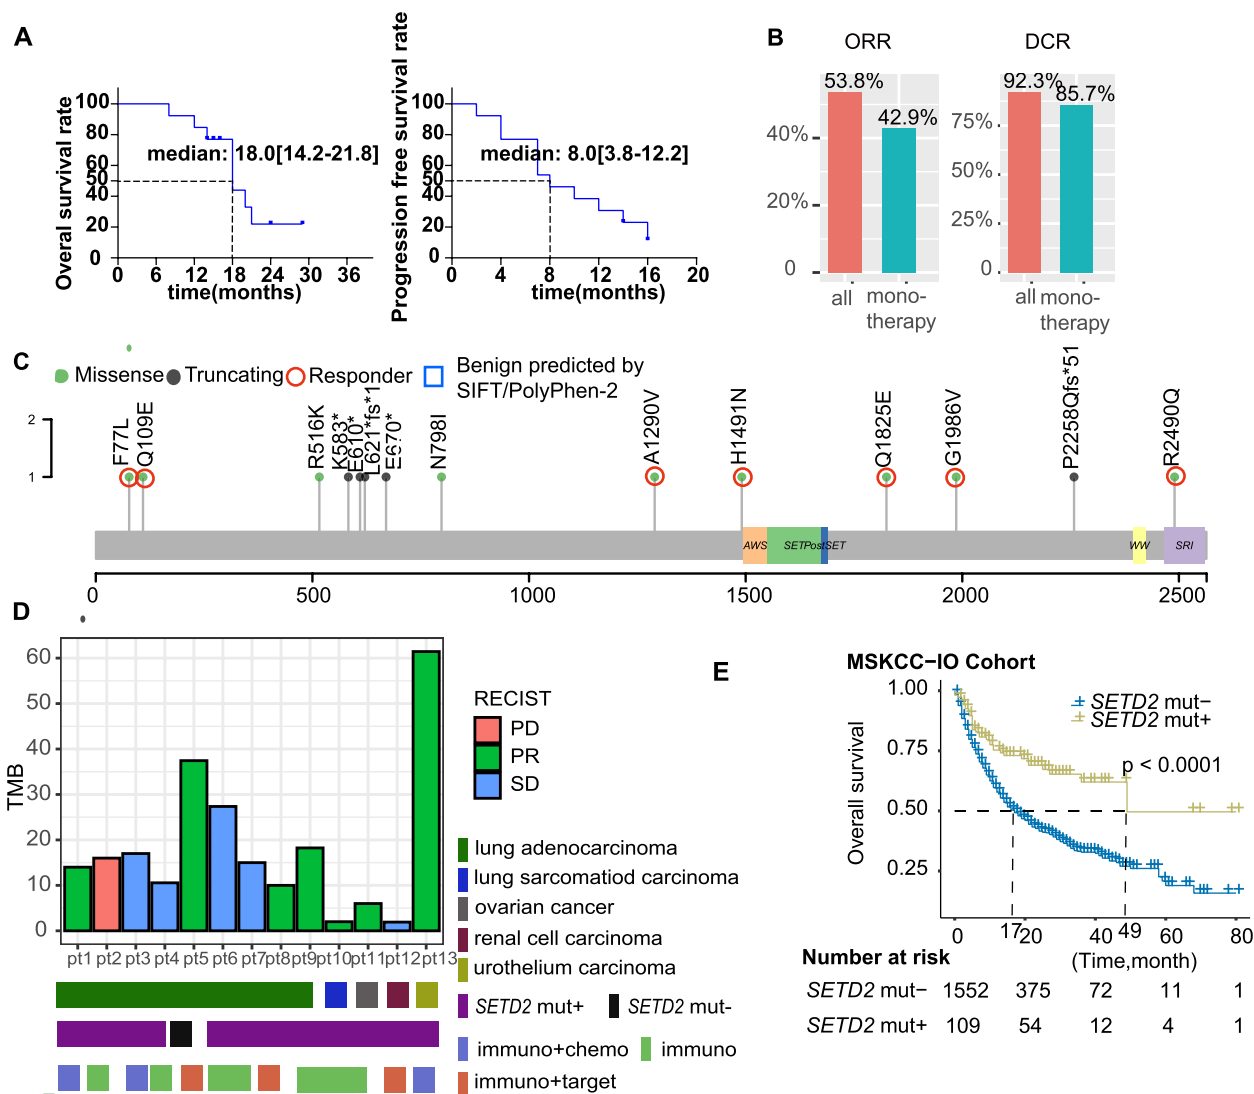 A
Overal survival rate
100
80
60
50
40
20
0
median: 18.0[14.2-21.8]
0 6 12 18 24 29 36
time(months)
Progression free survival rate
100
80
60
50
40
20
0
median: 8.0[3.8-12.2]
0 4 8 12 16 20
time(months)
B
ORR
53.8%
42.9%
40%
20%
0
all
mono-
therapy
DCR
92.3%
85.7%
75%
50%
25%
0
all
mono-
therapy
C
Missense
Truncating
Responder
Benign predicted by
SIFT/PolyPhen-2
2
1
F77L
Q109E
R516K
K583*
E610*
L621*fs*1
E670*
N798I
A1290V
H1491N
Q1825E
G1986V
P2258Qfs*51
R2490Q
AWS
SET
PostSET
WW
SRI
0 500 1000 1500 2000 2500
D
TMB
60
50
40
30
20
10
0
pt1 pt2 pt3 pt4 pt5 pt6 pt7 pt8 pt9 pt10 pt11 pt12 pt13
RECIST
PD
PR
SD
lung adenocarcinoma
lung sarcomatiod carcinoma
ovarian cancer
renal cell carcinoma
urothelium carcinoma
SETD2 mut+
SETD2 mut-
immuno+chemo
immuno
immuno+target
E
MSKCC−IO Cohort
Overall survival
1.00
0.75
0.50
0.25
SETD2 mut−
SETD2 mut+
p < 0.0001
0 17 20 40 49 60 80
(Time,month)
Number at risk
SETD2 mut− 1552 375 72 11 1
SETD2 mut+ 109 54 12 4 1